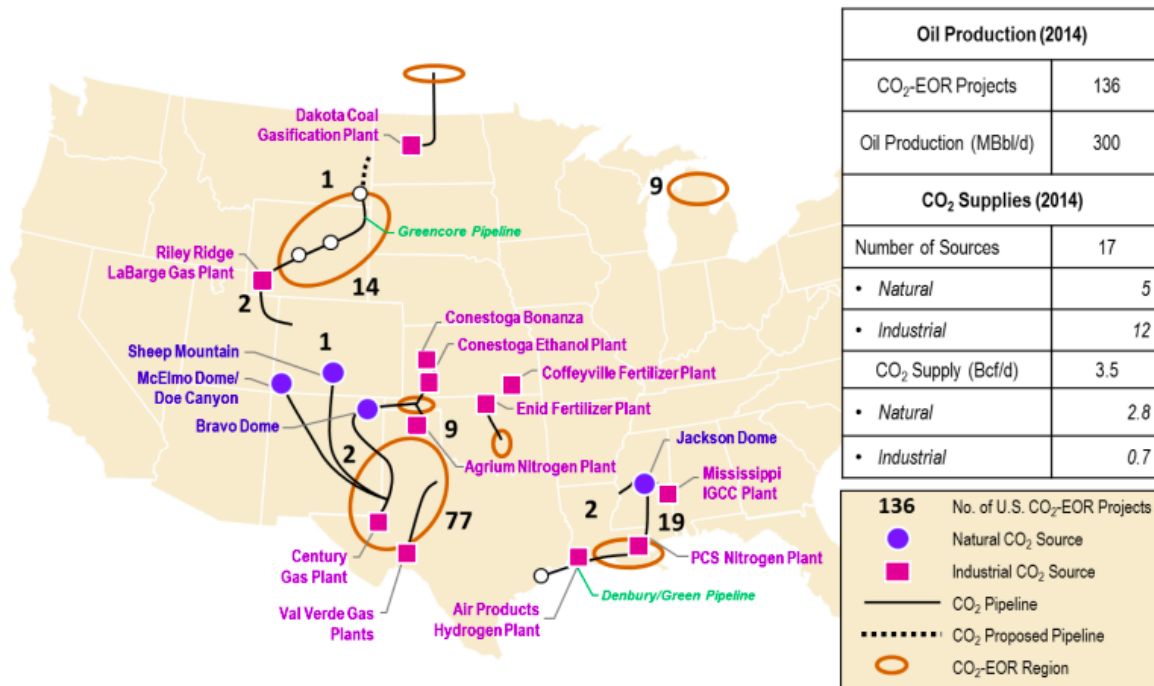 Dakota Coal
Gasification Plant
1
9
Greencore Pipeline
Riley Ridge
LaBarge Gas Plant
14
2
Conestoga Bonanza
1
Sheep Mountain
Conestoga Ethanol Plant
McElmo Dome/
Doe Canyon
Coffeyville Fertilizer Plant
Enid Fertilizer Plant
Bravo Dome
9
Jackson Dome
2
Agrium Nitrogen Plant
Mississippi
IGCC Plant
2
77
19
Century
Gas Plant
PCS Nitrogen Plant
Val Verde Gas
Plants
Air Products
Hydrogen Plant
Denbury/Green Pipeline
Oil Production (2014)
CO₂-EOR Projects 136
Oil Production (MBbl/d) 300
CO₂ Supplies (2014)
Number of Sources 17
• Natural 5
• Industrial 12
CO₂ Supply (Bcf/d) 3.5
• Natural 2.8
• Industrial 0.7
136 No. of U.S. CO₂-EOR Projects
Natural CO₂ Source
Industrial CO₂ Source
CO₂ Pipeline
CO₂ Proposed Pipeline
CO₂-EOR Region